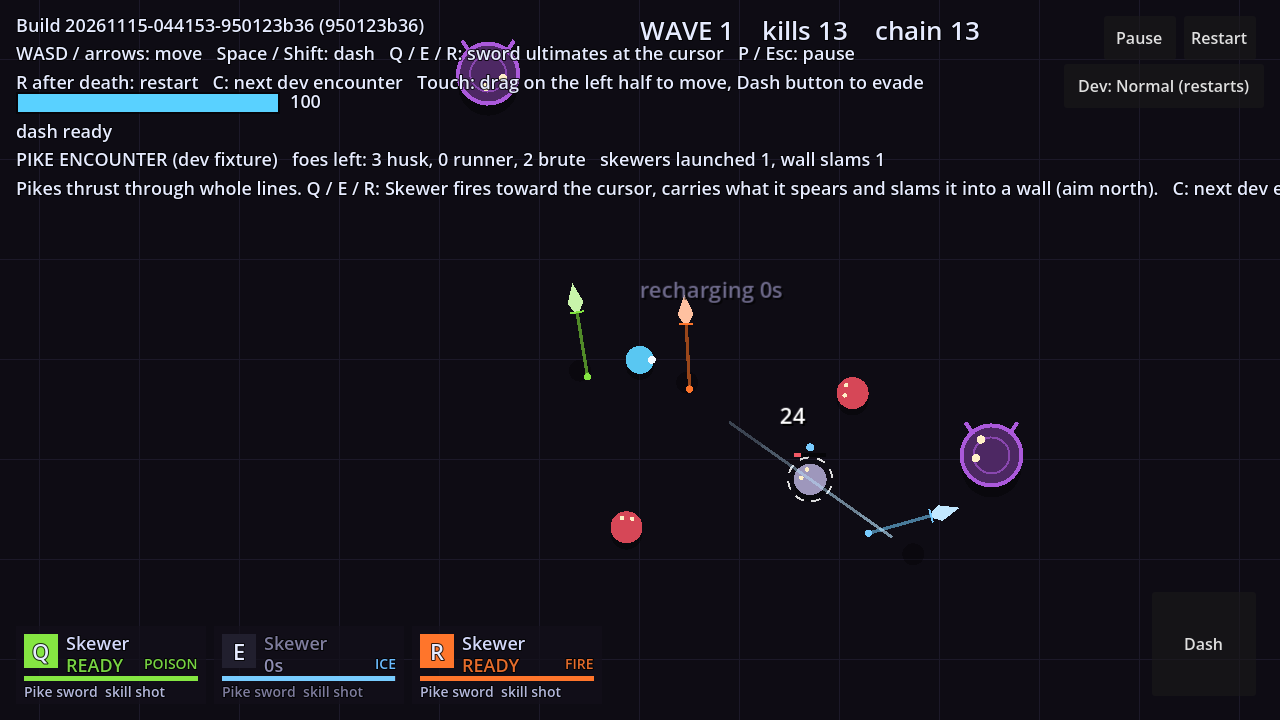 Build 20261115-044153-950123b36 (950123b36)
WAVE 1 kills 13 chain 13
Pause
Restart
WASD / arrows: move Space / Shift: dash Q / E / R: sword ultimates at the cursor P / Esc: pause
R after death: restart C: next dev encounter Touch: drag on the left half to move, Dash button to evade
Dev: Normal (restarts)
100
dash ready
PIKE ENCOUNTER (dev fixture) foes left: 3 husk, 0 runner, 2 brute skewers launched 1, wall slams 1
Pikes thrust through whole lines. Q / E / R: Skewer fires toward the cursor, carries what it spears and slams it into a wall (aim north). C: next dev e
recharging 0s
24
Q Skewer
READY POISON
Pike sword skill shot
E Skewer
0s ICE
Pike sword skill shot
R Skewer
READY FIRE
Pike sword skill shot
Dash